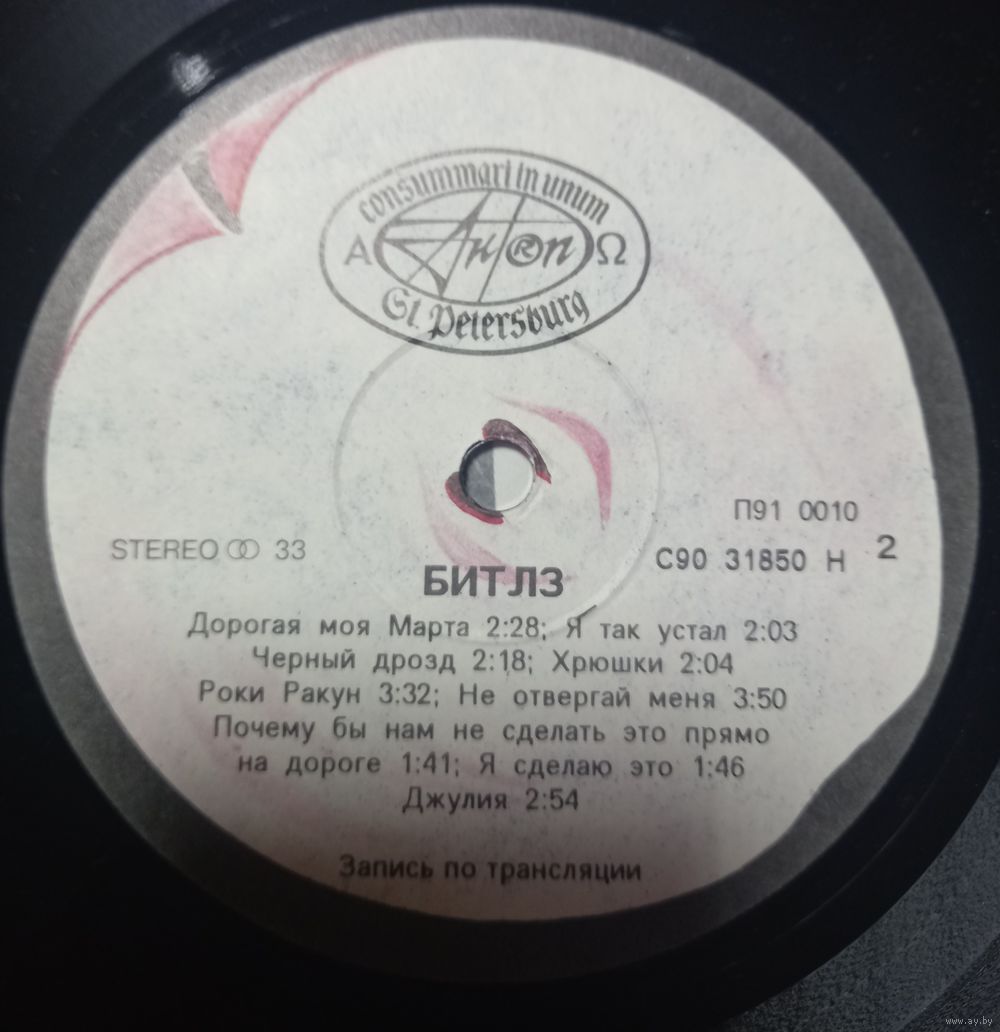 consummari in unum
Α АнТроп ® Ω
St. Petersburg
П91 0010
STEREO 33
С90 31850 Н 2
БИТЛЗ
Дорогая моя Марта 2:28; Я так устал 2:03
Черный дрозд 2:18; Хрюшки 2:04
Роки Ракун 3:32; Не отвергай меня 3:50
Почему бы нам не сделать это прямо
на дороге 1:41; Я сделаю это 1:46
Джулия 2:54
Запись по трансляции
www.ay.by